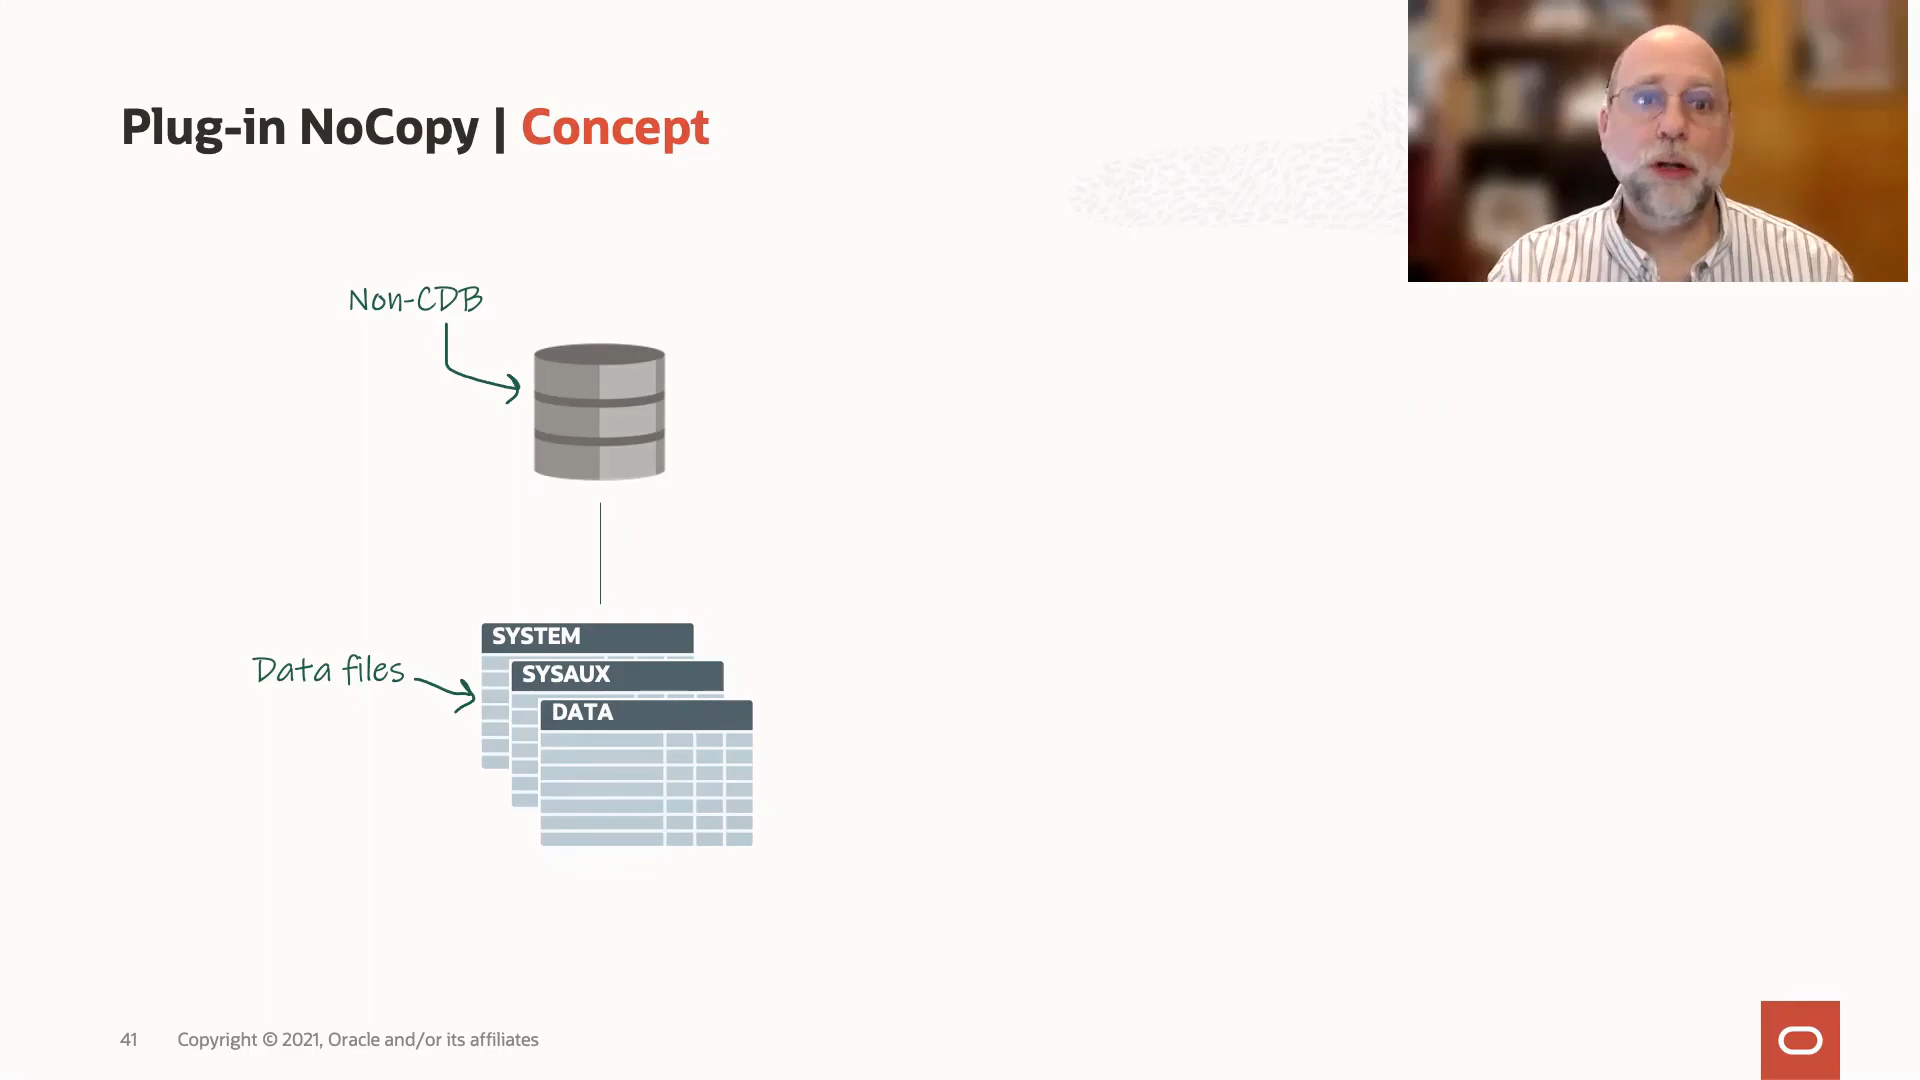 Plug-in NoCopy | Concept
Non-CDB
SYSTEM
Data files
SYSAUX
DATA
41 Copyright © 2021, Oracle and/or its affiliates